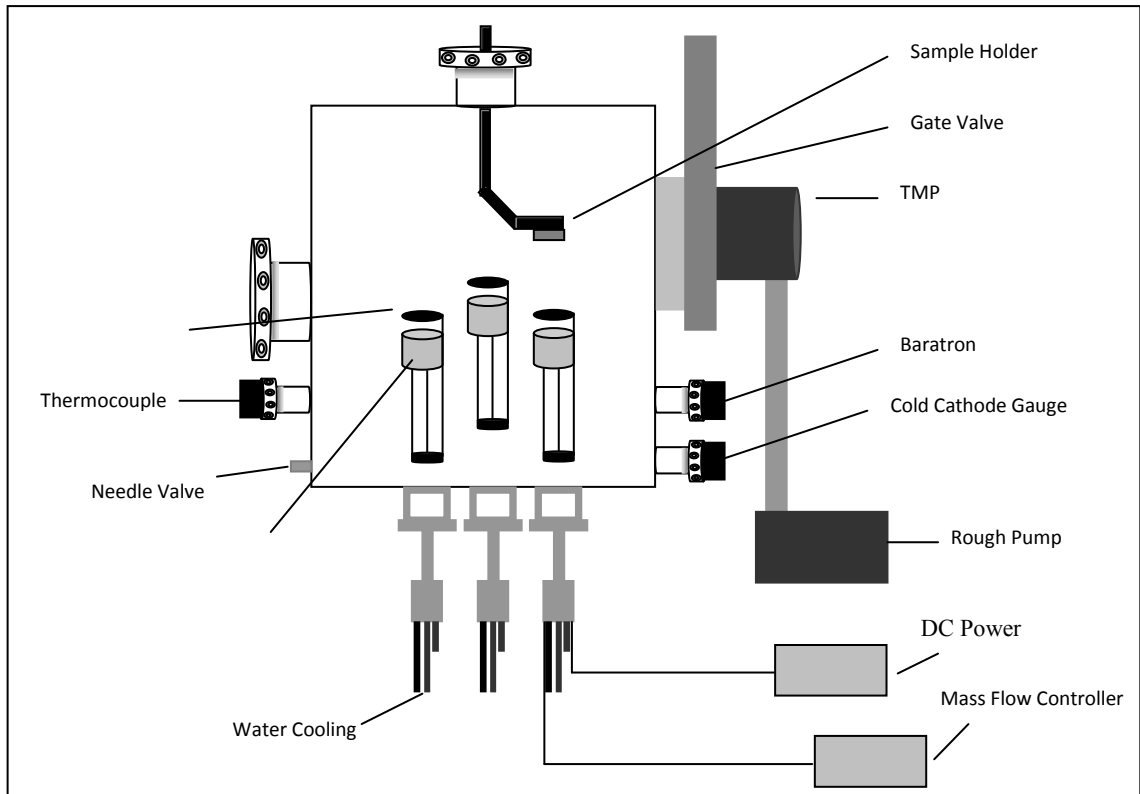 Sample Holder
Gate Valve
TMP
Thermocouple
Baratron
Cold Cathode Gauge
Needle Valve
Rough Pump
DC Power
Water Cooling
Mass Flow Controller